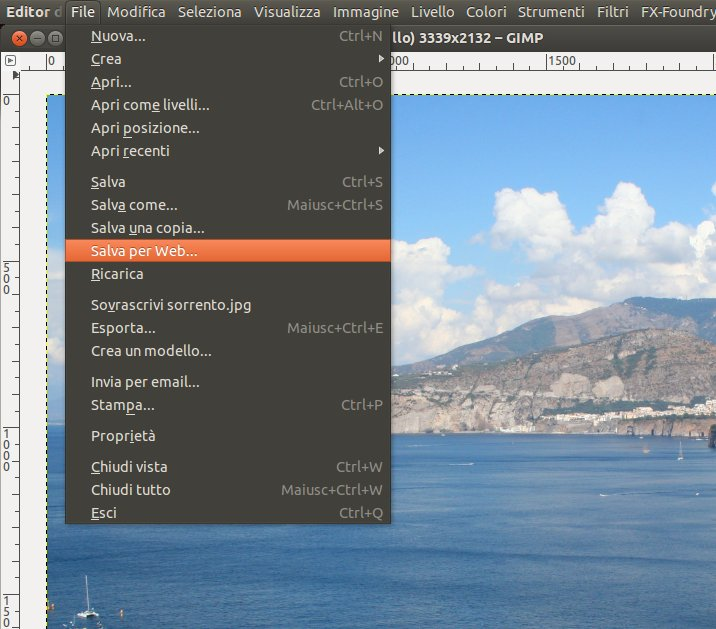 Editor d File Modifica Seleziona Visualizza Immagine Livello Colori Strumenti Filtri FX-Foundry
llo) 3339x2132 – GIMP
0 000 1500
Nuova... Ctrl+N
Crea
Apri... Ctrl+O
Apri come livelli... Ctrl+Alt+O
Apri posizione...
Apri recenti
Salva Ctrl+S
Salva come... Maiusc+Ctrl+S
Salva una copia...
Salva per Web...
Ricarica
Sovrascrivi sorrento.jpg
Esporta... Maiusc+Ctrl+E
Crea un modello...
Invia per email...
Stampa... Ctrl+P
Proprietà
Chiudi vista Ctrl+W
Chiudi tutto Maiusc+Ctrl+W
Esci Ctrl+Q
0
500
1000
150